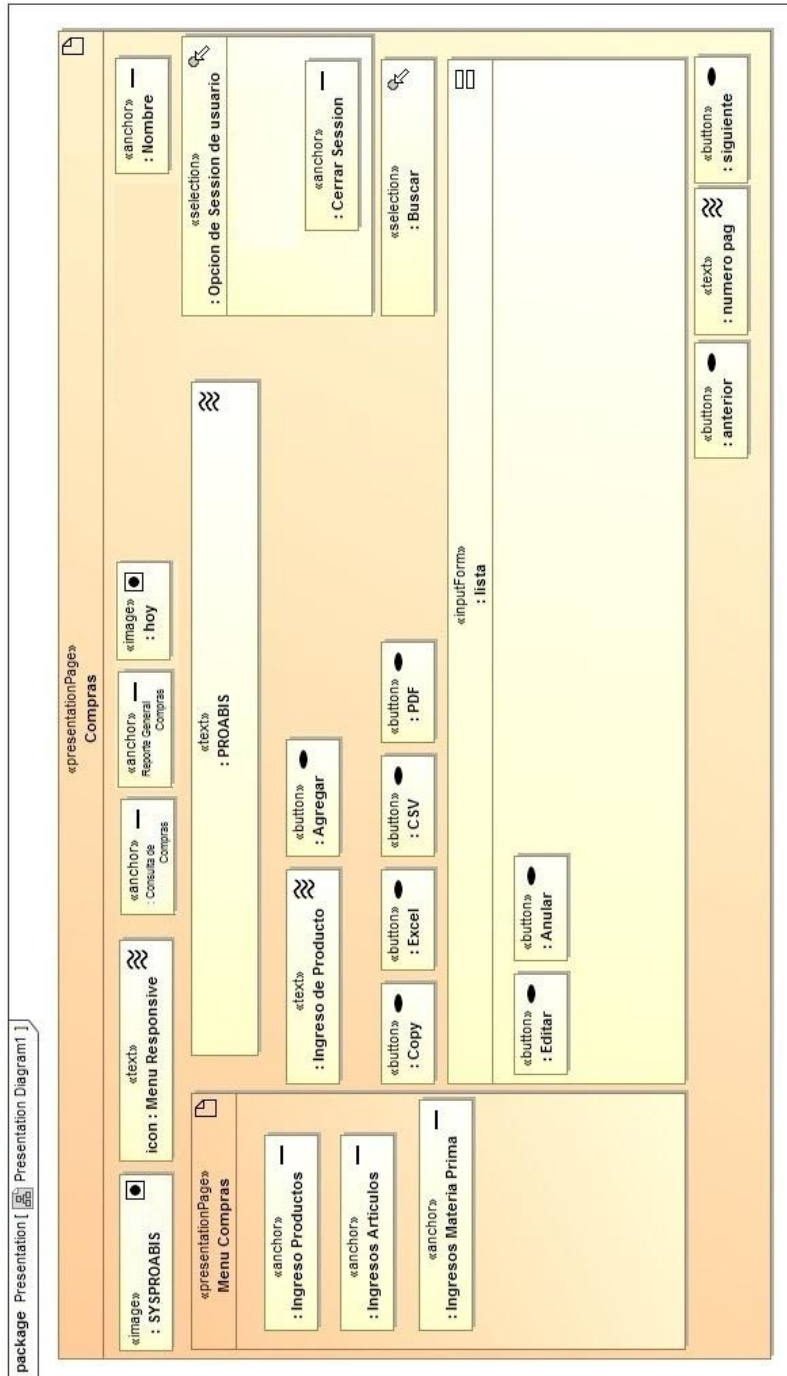 package Presentation [ Presentation Diagram1 ]
«presentationPage»
Compras
«image»
: SYSPROABIS
«text»
icon : Menu Responsive
«anchor»
: Consulta de
Compras
«anchor»
Reporte General
Compras
«image»
: hoy
«anchor»
: Nombre
«presentationPage»
Menu Compras
«anchor»
: Ingreso Productos
«anchor»
: Ingresos Articulos
«anchor»
: Ingresos Materia Prima
«text»
: PROABIS
«selection»
: Opcion de Session de usuario
«anchor»
: Cerrar Session
«text»
: Ingreso de Producto
«button»
: Agregar
«button»
: Copy
«button»
: Excel
«button»
: CSV
«button»
: PDF
«selection»
: Buscar
«inputForm»
: lista
«button»
: Editar
«button»
: Anular
«button»
: anterior
«text»
: numero pag
«button»
: siguiente